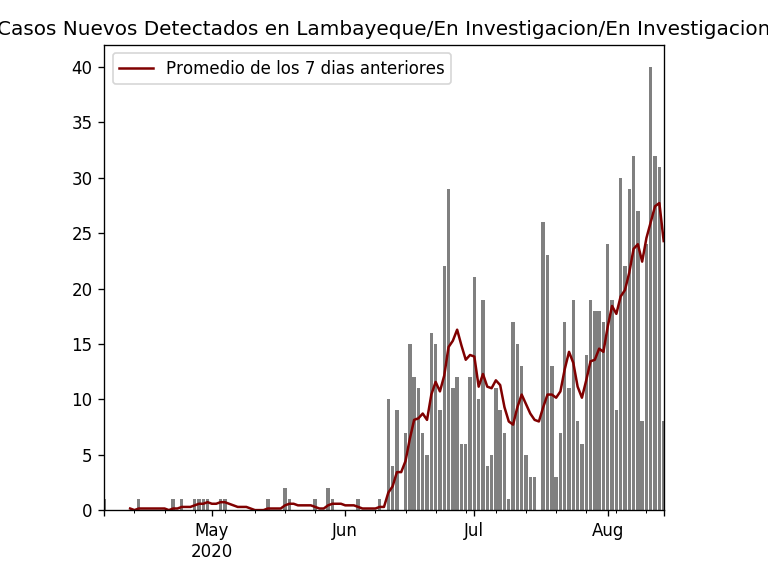 Casos Nuevos Detectados en Lambayeque/En Investigacion/En Investigacion
Promedio de los 7 dias anteriores
40
35
30
25
20
15
10
5
0
May
2020
Jun
Jul
Aug